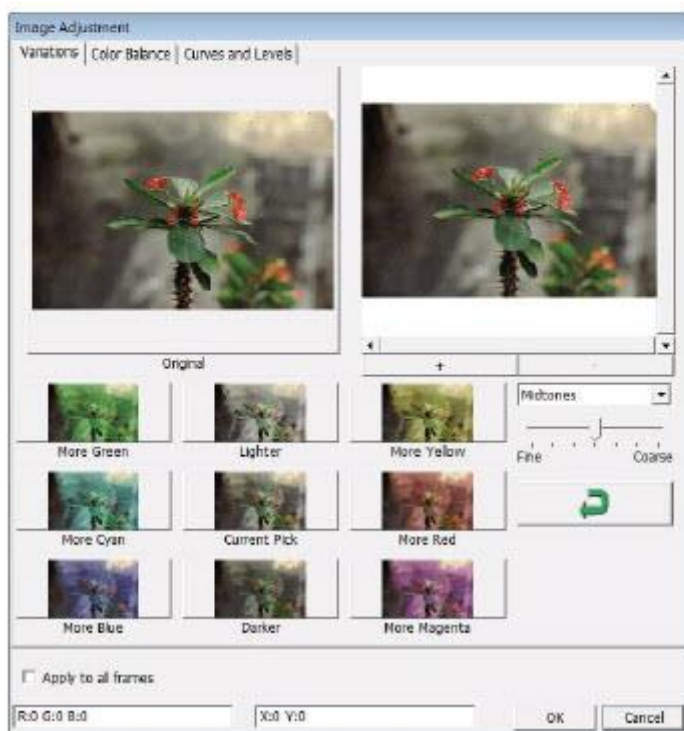 Image Adjustment
Variations
Color Balance
Curves and Levels
Original
+
-
Midtones
Fine
Coarse
More Green
Lighter
More Yellow
More Cyan
Current Pick
More Red
More Blue
Darker
More Magenta
Apply to all frames
R:0 G:0 B:0
X:0 Y:0
OK
Cancel